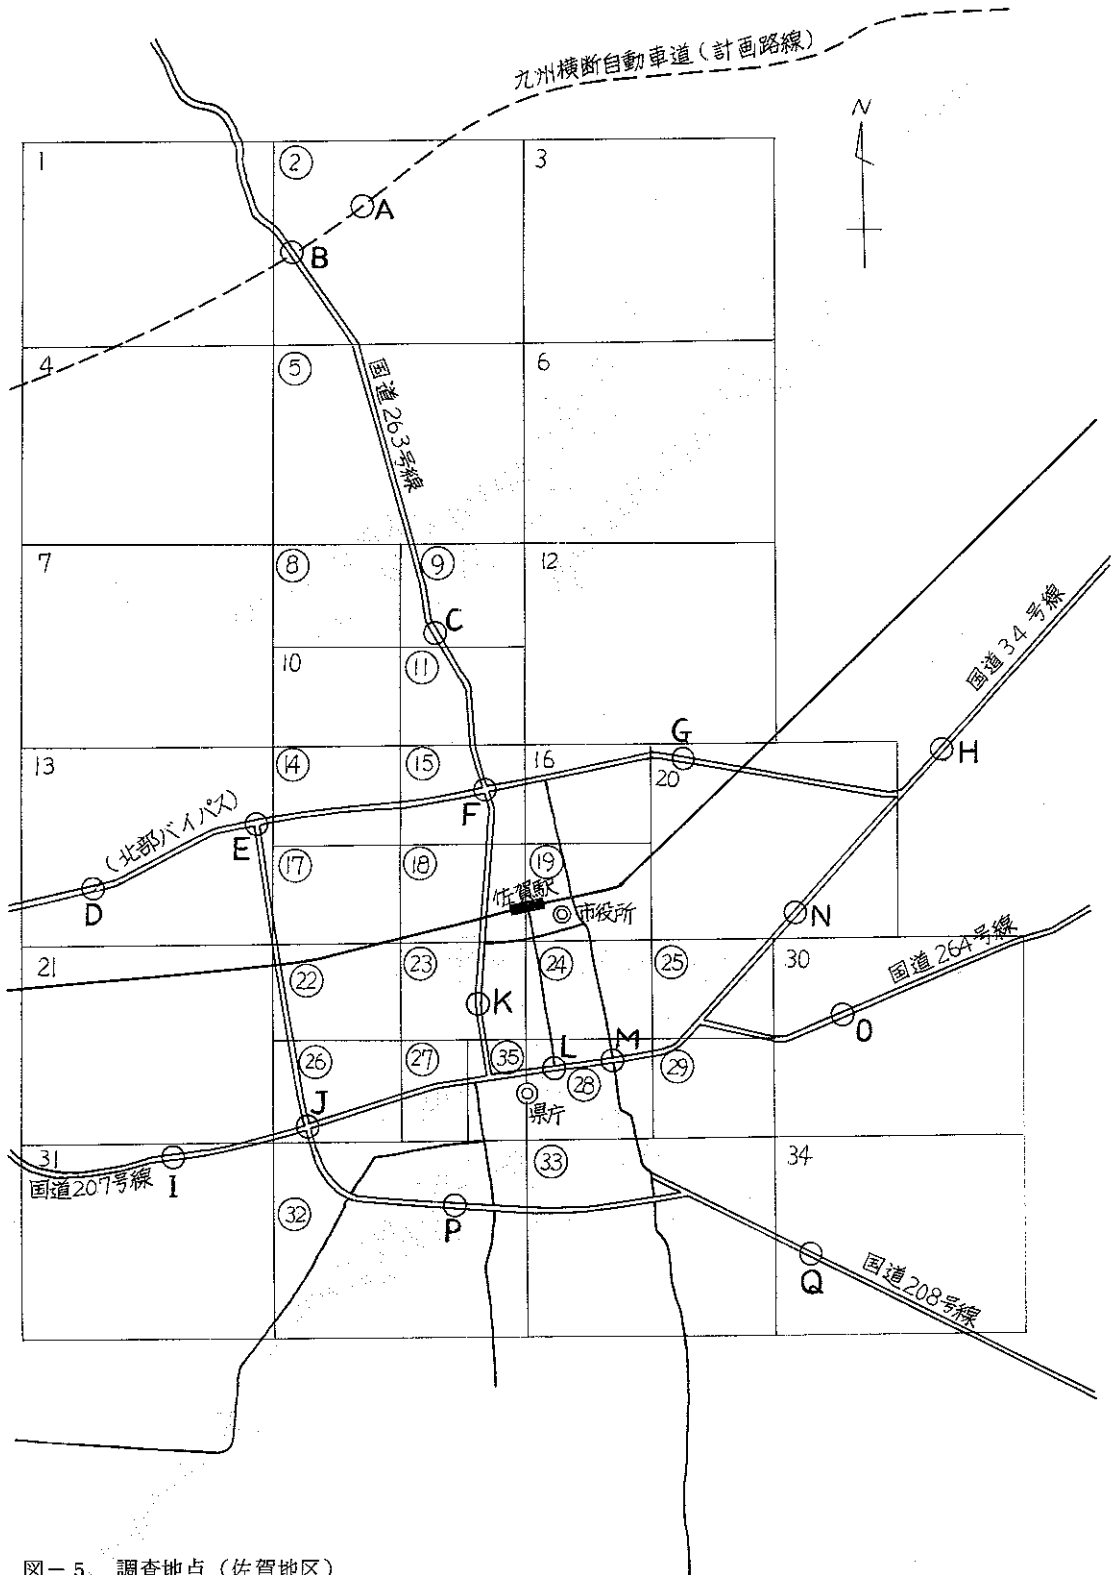 九州横断自動車道(計画路線)
N
1
②
3
A
B
4
⑤
6
国道263号線
7
⑧
⑨
12
C
10
⑪
国道34号線
13
⑭
⑮
16
G
20
H
F
E
(北部バイパス)
⑰
⑱
⑲
佐賀駅
市役所
D
N
21
㉒
㉓
㉔
㉕
30
国道264号線
K
O
㉖
㉗
㉟
L
M
㉘
㉙
J
県庁
31
I
国道207号線
㉝
34
㉜
P
Q
国道208号線
図-5. 調査地点(佐賀地区)